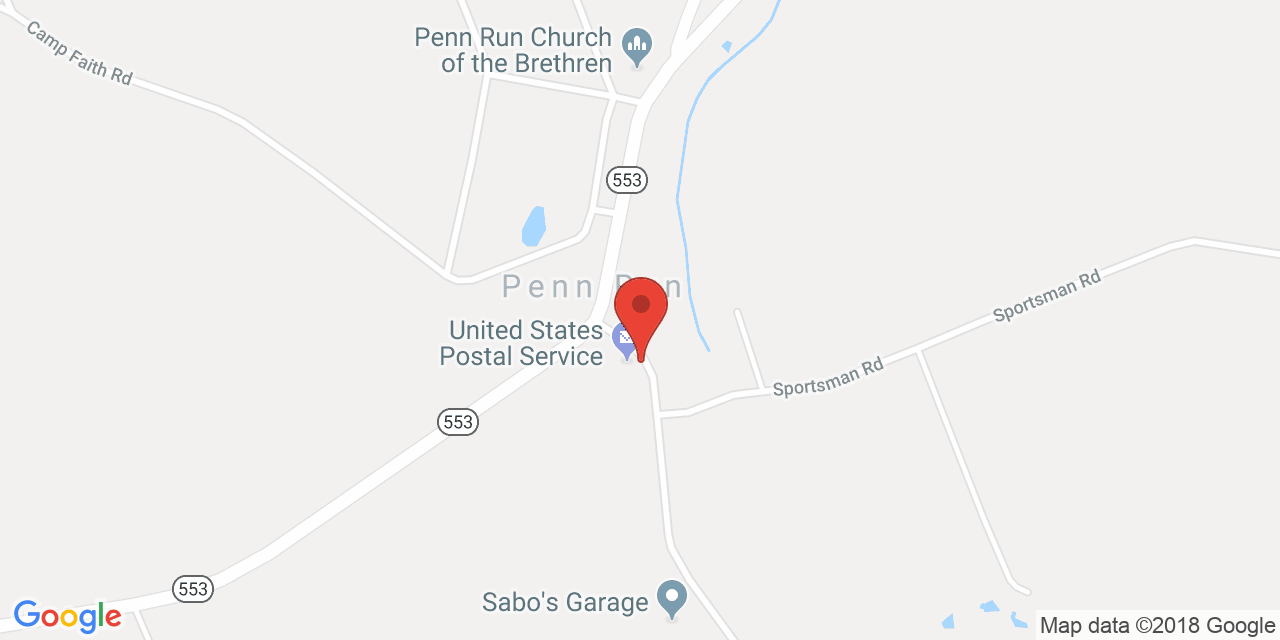 Camp Faith Rd
Penn Run Church
of the Brethren
553
Penn Run
Sportsman Rd
United States
Postal Service
Sportsman Rd
553
553
Sabo's Garage
Google
Map data ©2018 Google